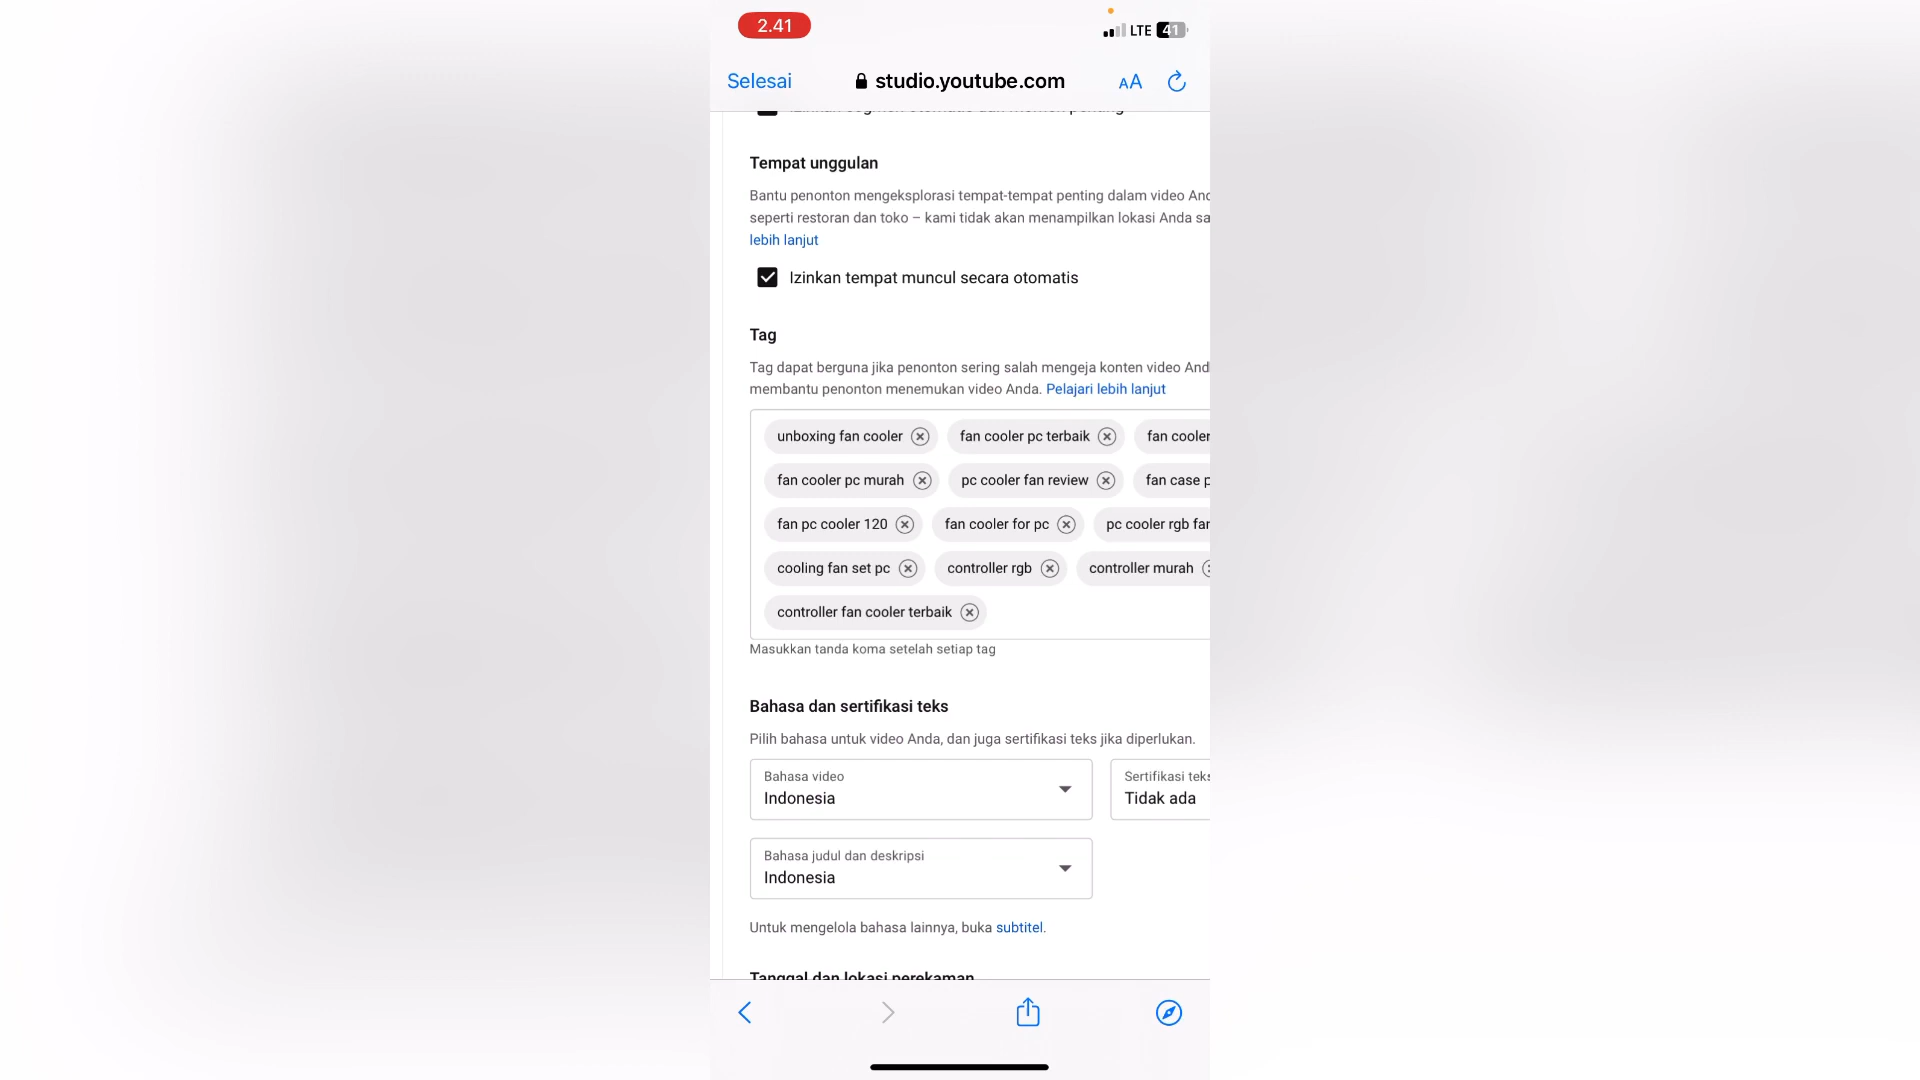 2.41
LTE 41
Selesai studio.youtube.com AA
Tempat unggulan
Bantu penonton mengeksplorasi tempat-tempat penting dalam video
seperti restoran dan toko – kami tidak akan menampilkan lokasi Anda
lebih lanjut
Izinkan tempat muncul secara otomatis
Tag
Tag dapat berguna jika penonton sering salah mengeja konten video
membantu penonton menemukan video Anda. Pelajari lebih lanjut
unboxing fan cooler fan cooler pc terbaik fan cooler
fan cooler pc murah pc cooler fan review fan case
fan pc cooler 120 fan cooler for pc pc cooler rgb
cooling fan set pc controller rgb controller murah
controller fan cooler terbaik
Masukkan tanda koma setelah setiap tag
Bahasa dan sertifikasi teks
Pilih bahasa untuk video Anda, dan juga sertifikasi teks jika diperlukan.
Bahasa video Sertifikasi teks
Indonesia Tidak ada
Bahasa judul dan deskripsi
Indonesia
Untuk mengelola bahasa lainnya, buka subtitel.
Tanggal dan lokasi perekaman